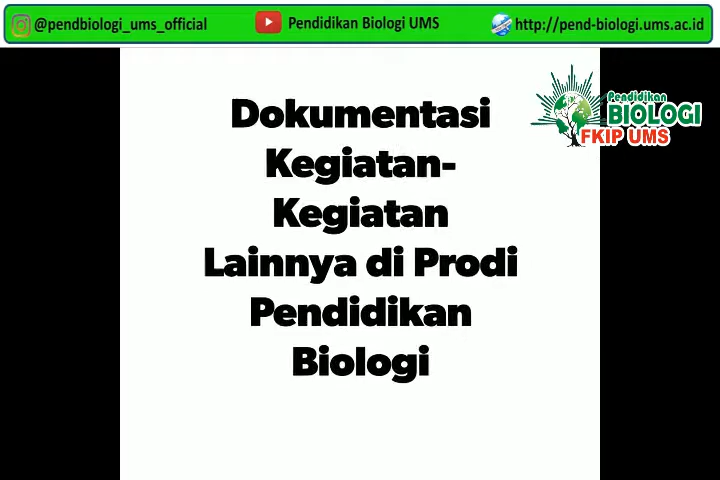 @pendbiologi_ums_official
Pendidikan Biologi UMS
http://pend-biologi.ums.ac.id
Pendidikan
BIOLOGI
FKIP UMS
Dokumentasi
Kegiatan-
Kegiatan
Lainnya di Prodi
Pendidikan
Biologi